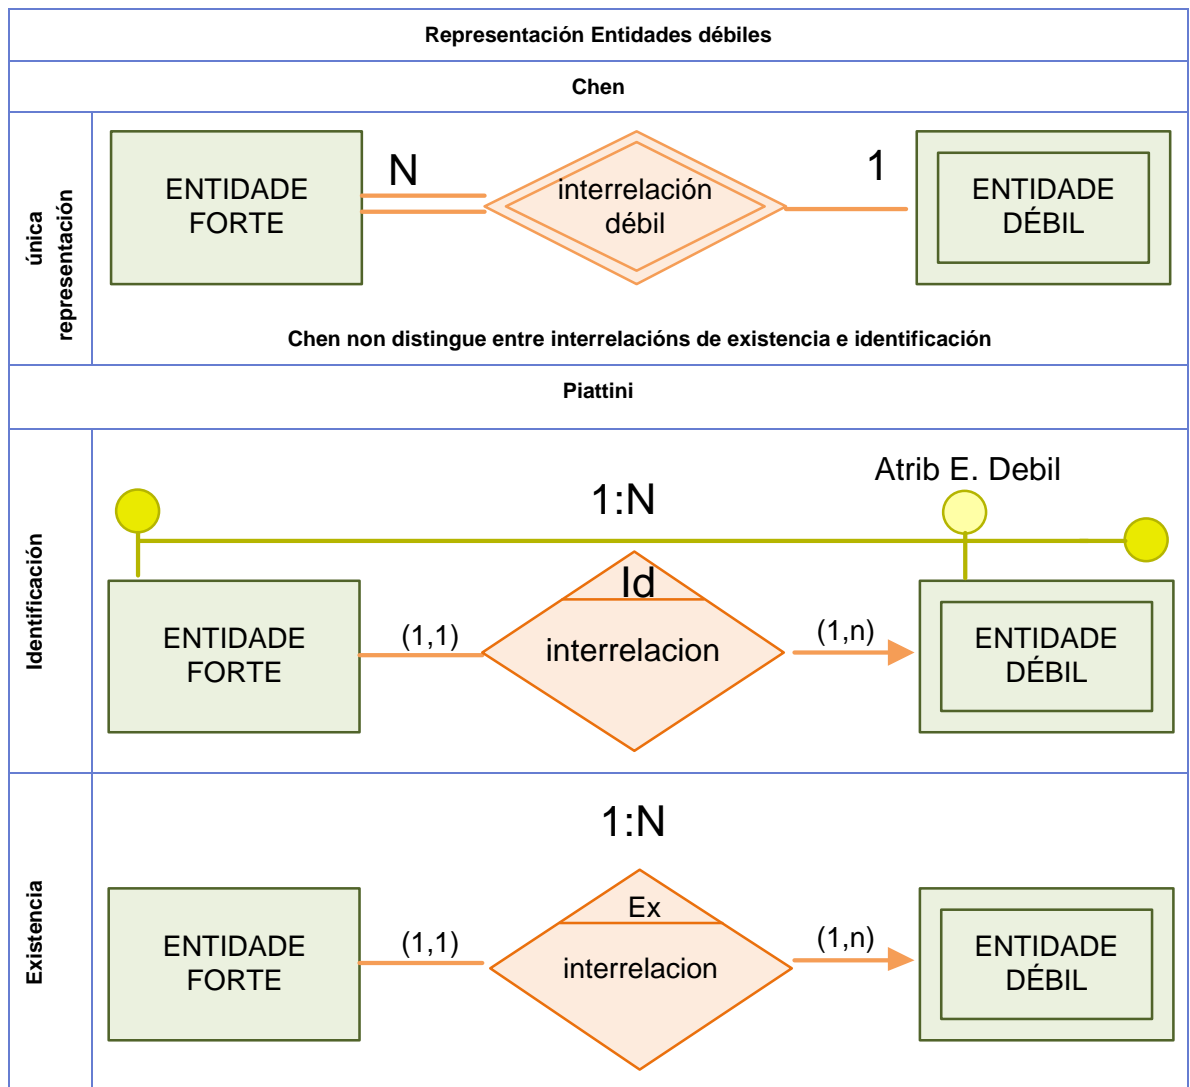 Representación Entidades débiles
Chen
única
representación
ENTIDADE
FORTE
N
interrelación
débil
1
ENTIDADE
DÉBIL
Chen non distingue entre interrelacións de existencia e identificación
Piattini
Identificación
Atrib E. Debil
1:N
ENTIDADE
FORTE
(1,1)
Id
interrelacion
(1,n)
ENTIDADE
DÉBIL
Existencia
1:N
ENTIDADE
FORTE
(1,1)
Ex
interrelacion
(1,n)
ENTIDADE
DÉBIL